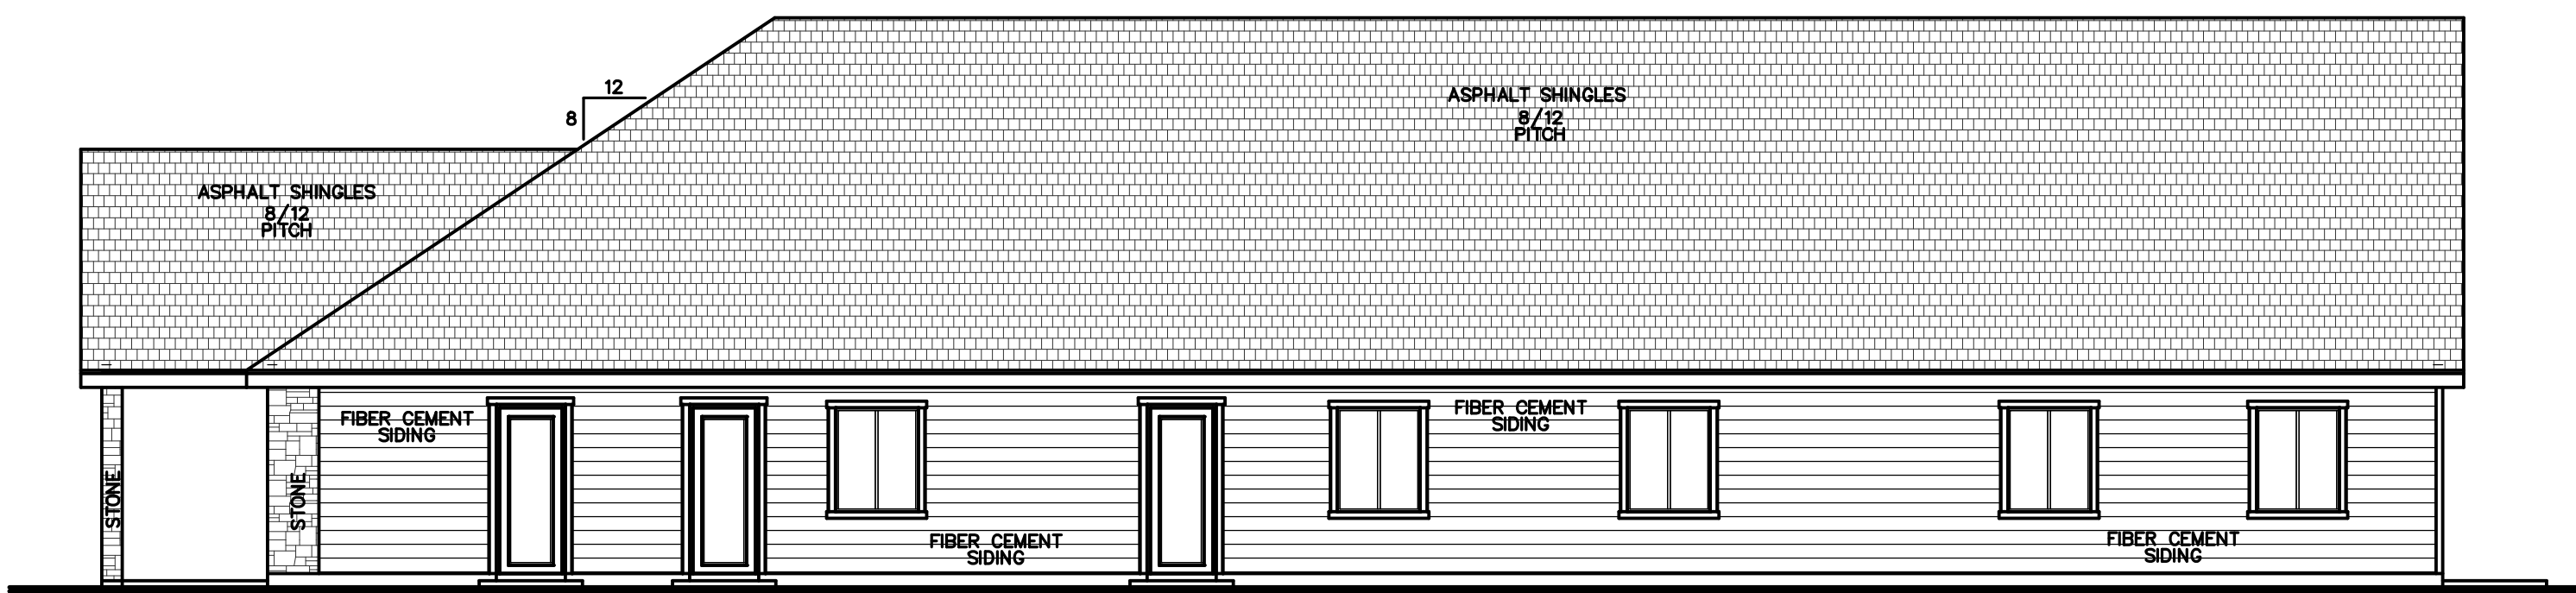 12
8
ASPHALT SHINGLES
8/12
PITCH
ASPHALT SHINGLES
8/12
PITCH
FIBER CEMENT
SIDING
FIBER CEMENT
SIDING
STONE
STONE
FIBER CEMENT
SIDING
FIBER CEMENT
SIDING